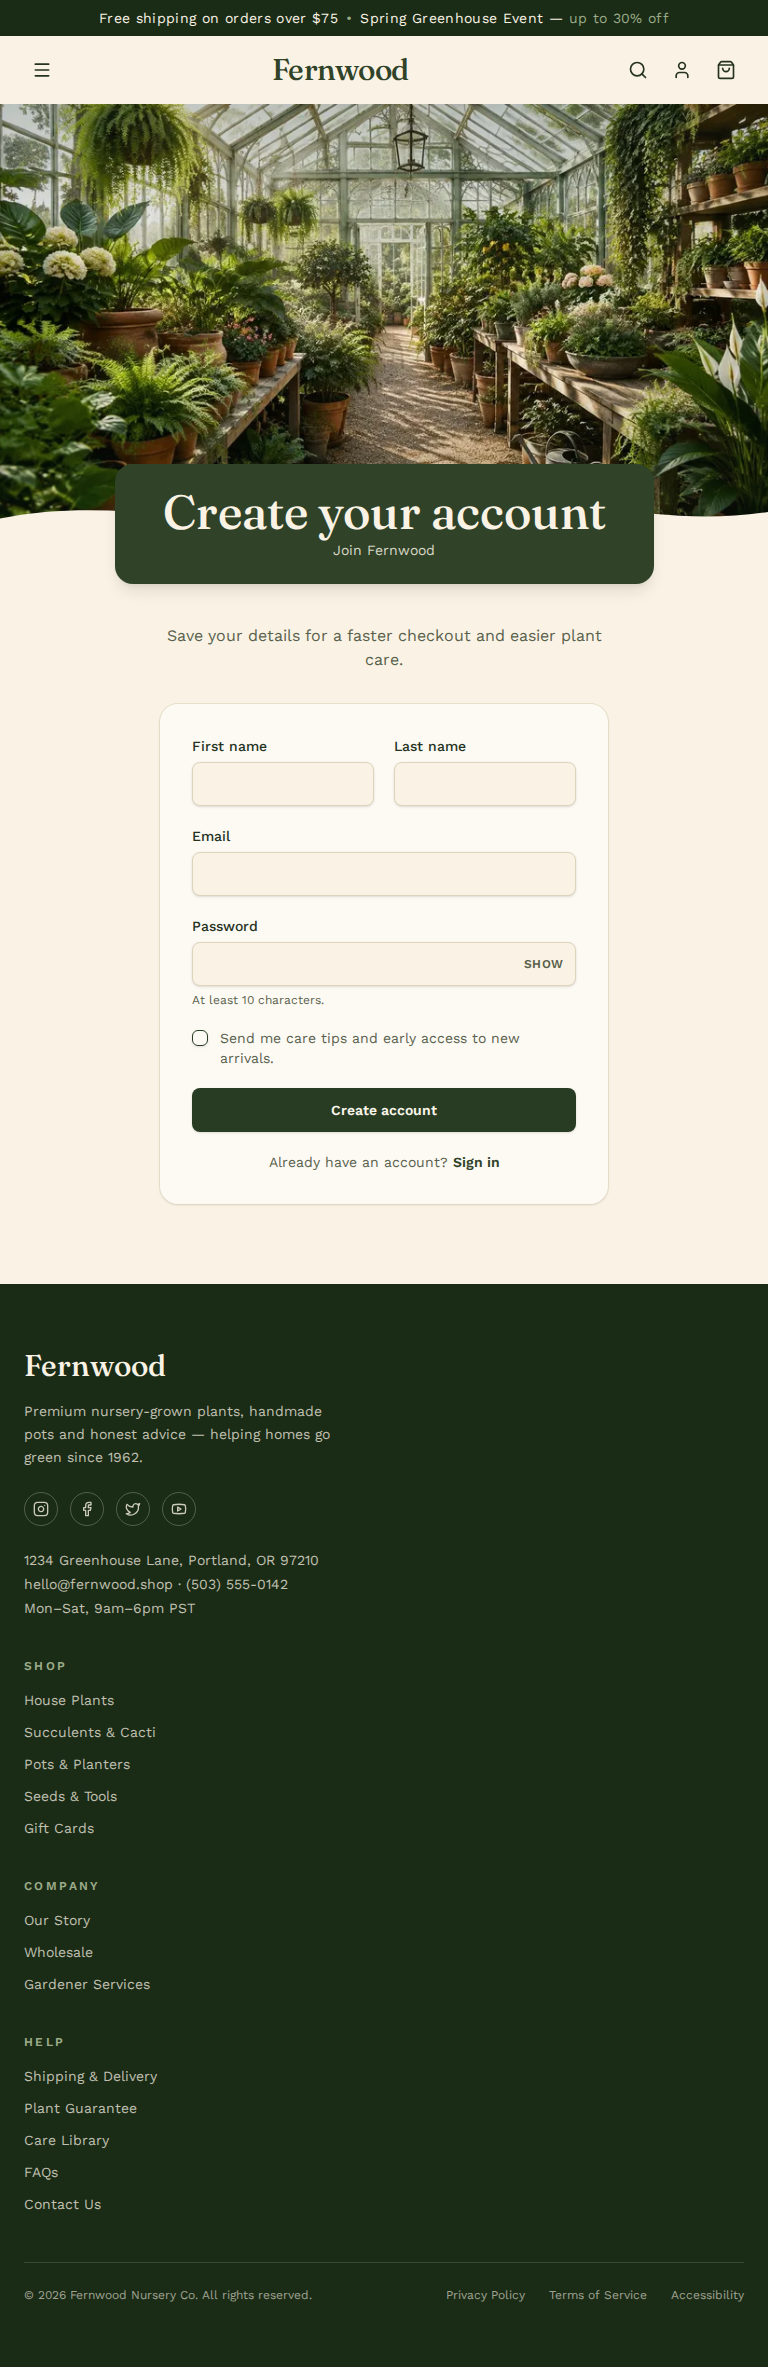 Free shipping on orders over $75 • Spring Greenhouse Event — up to 30% off
Fernwood
Create your account
Join Fernwood
Save your details for a faster checkout and easier plant
care.
First name
Last name
Email
Password
SHOW
At least 10 characters.
Send me care tips and early access to new
arrivals.
Create account
Already have an account? Sign in
Fernwood
Premium nursery-grown plants, handmade
pots and honest advice — helping homes go
green since 1962.
1234 Greenhouse Lane, Portland, OR 97210
hello@fernwood.shop · (503) 555-0142
Mon–Sat, 9am–6pm PST
SHOP
House Plants
Succulents & Cacti
Pots & Planters
Seeds & Tools
Gift Cards
COMPANY
Our Story
Wholesale
Gardener Services
HELP
Shipping & Delivery
Plant Guarantee
Care Library
FAQs
Contact Us
© 2026 Fernwood Nursery Co. All rights reserved.
Privacy Policy
Terms of Service
Accessibility